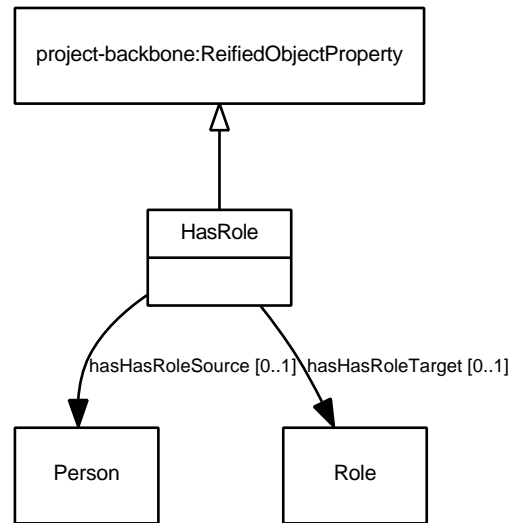 project-backbone:ReifiedObjectProperty
HasRole
hasHasRoleSource [0..1] hasHasRoleTarget [0..1]
Person Role